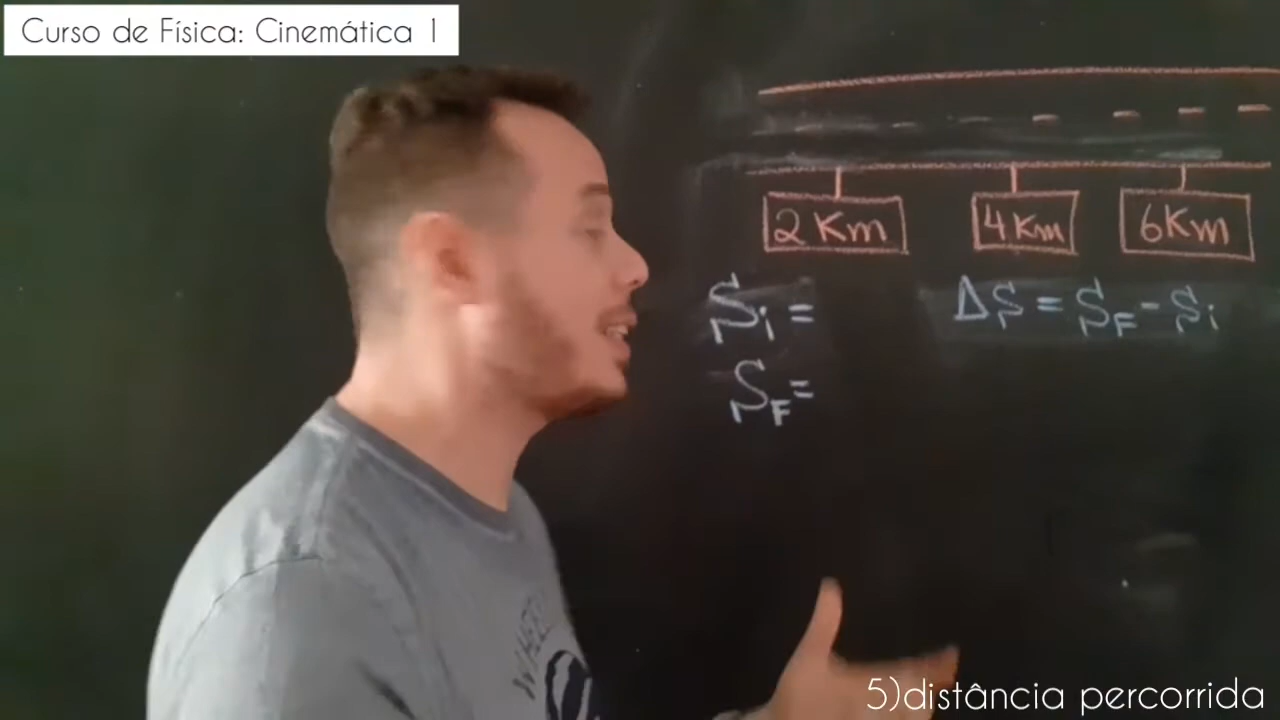 Curso de Física: Cinemática 1
2 Km 4 Km 6 Km
Si = ΔS = SF - Si
SF =
5)distância percorrida